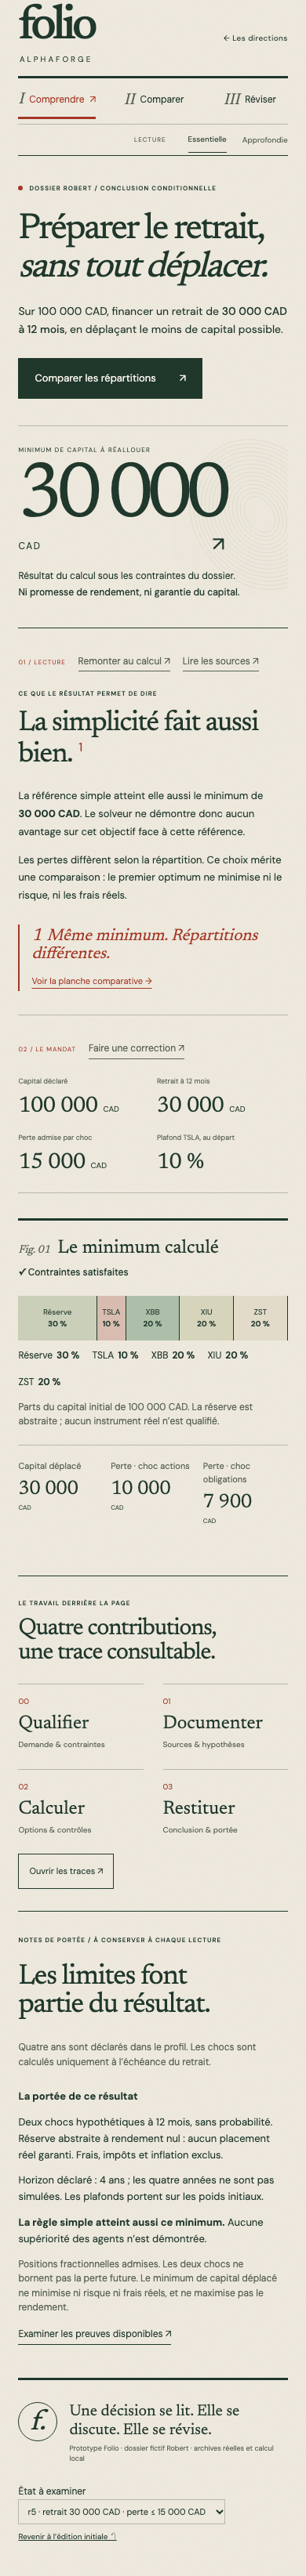 folio
ALPHAFORGE
← Les directions
I Comprendre ↗
II Comparer
III Réviser
LECTURE Essentielle Approfondie
DOSSIER ROBERT / CONCLUSION CONDITIONNELLE
Préparer le retrait,
sans tout déplacer.
Sur 100 000 CAD, financer un retrait de 30 000 CAD
à 12 mois, en déplaçant le moins de capital possible.
Comparer les répartitions ↗
MINIMUM DE CAPITAL À RÉALLOUER
30 000
CAD ↗
Résultat du calcul sous les contraintes du dossier.
Ni promesse de rendement, ni garantie du capital.
01 / LECTURE Remonter au calcul ↗ Lire les sources ↗
CE QUE LE RÉSULTAT PERMET DE DIRE
La simplicité fait aussi
bien. 1
La référence simple atteint elle aussi le minimum de
30 000 CAD. Le solveur ne démontre donc aucun
avantage sur cet objectif face à cette référence.
Les pertes diffèrent selon la répartition. Ce choix mérite
une comparaison : le premier optimum ne minimise ni le
risque, ni les frais réels.
1 Même minimum. Répartitions
différentes.
Voir la planche comparative →
02 / LE MANDAT Faire une correction ↗
Capital déclaré
100 000 CAD
Retrait à 12 mois
30 000 CAD
Perte admise par choc
15 000 CAD
Plafond TSLA, au départ
10 %
Fig. 01 Le minimum calculé
✓ Contraintes satisfaites
Réserve TSLA XBB XIU ZST
30 % 10 % 20 % 20 % 20 %
Réserve 30 % TSLA 10 % XBB 20 % XIU 20 %
ZST 20 %
Parts du capital initial de 100 000 CAD. La réserve est
abstraite ; aucun instrument réel n'est qualifié.
Capital déplacé
30 000
CAD
Perte · choc actions
10 000
CAD
Perte · choc
obligations
7 900
CAD
LE TRAVAIL DERRIÈRE LA PAGE
Quatre contributions,
une trace consultable.
00
Qualifier
Demande & contraintes
01
Documenter
Sources & hypothèses
02
Calculer
Options & contrôles
03
Restituer
Conclusion & portée
Ouvrir les traces ↗
NOTES DE PORTÉE / À CONSERVER À CHAQUE LECTURE
Les limites font
partie du résultat.
Quatre ans sont déclarés dans le profil. Les chocs sont
calculés uniquement à l'échéance du retrait.
La portée de ce résultat
Deux chocs hypothétiques à 12 mois, sans probabilité.
Réserve abstraite à rendement nul : aucun placement
réel garanti. Frais, impôts et inflation exclus.
Horizon déclaré : 4 ans ; les quatre années ne sont pas
simulées. Les plafonds portent sur les poids initiaux.
La règle simple atteint aussi ce minimum. Aucune
supériorité des agents n'est démontrée.
Positions fractionnelles admises. Les deux chocs ne
bornent pas la perte future. Le minimum de capital déplacé
ne minimise ni risque ni frais réels, et ne maximise pas le
rendement.
Examiner les preuves disponibles ↗
f.
Une décision se lit. Elle se
discute. Elle se révise.
Prototype Folio · dossier fictif Robert · archives réelles et calcul
local
État à examiner
r5 · retrait 30 000 CAD · perte ≤ 15 000 CAD
Revenir à l'édition initiale